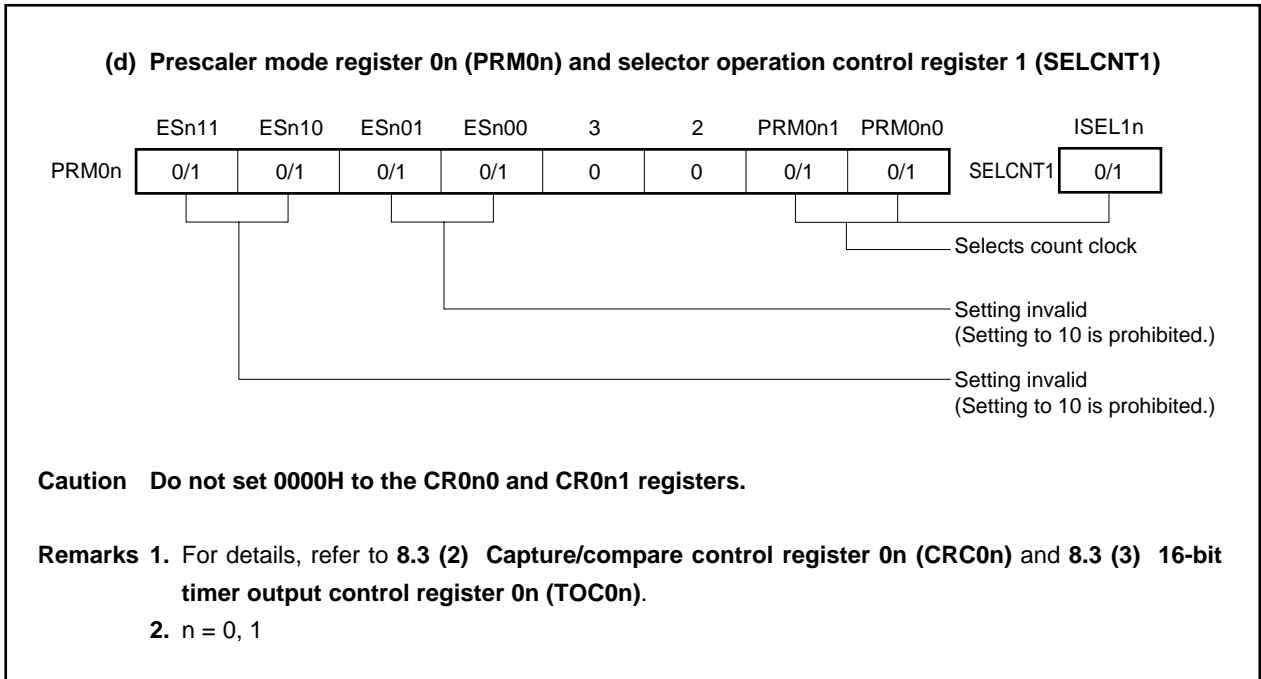 (d) Prescaler mode register 0n (PRM0n) and selector operation control register 1 (SELCNT1)
ESn11 ESn10 ESn01 ESn00 3 2 PRM0n1 PRM0n0 ISEL1n
PRM0n 0/1 0/1 0/1 0/1 0 0 0/1 0/1 SELCNT1 0/1
Selects count clock
Setting invalid
(Setting to 10 is prohibited.)
Setting invalid
(Setting to 10 is prohibited.)
Caution Do not set 0000H to the CR0n0 and CR0n1 registers.
Remarks 1. For details, refer to 8.3 (2) Capture/compare control register 0n (CRC0n) and 8.3 (3) 16-bit
timer output control register 0n (TOC0n).
2. n = 0, 1